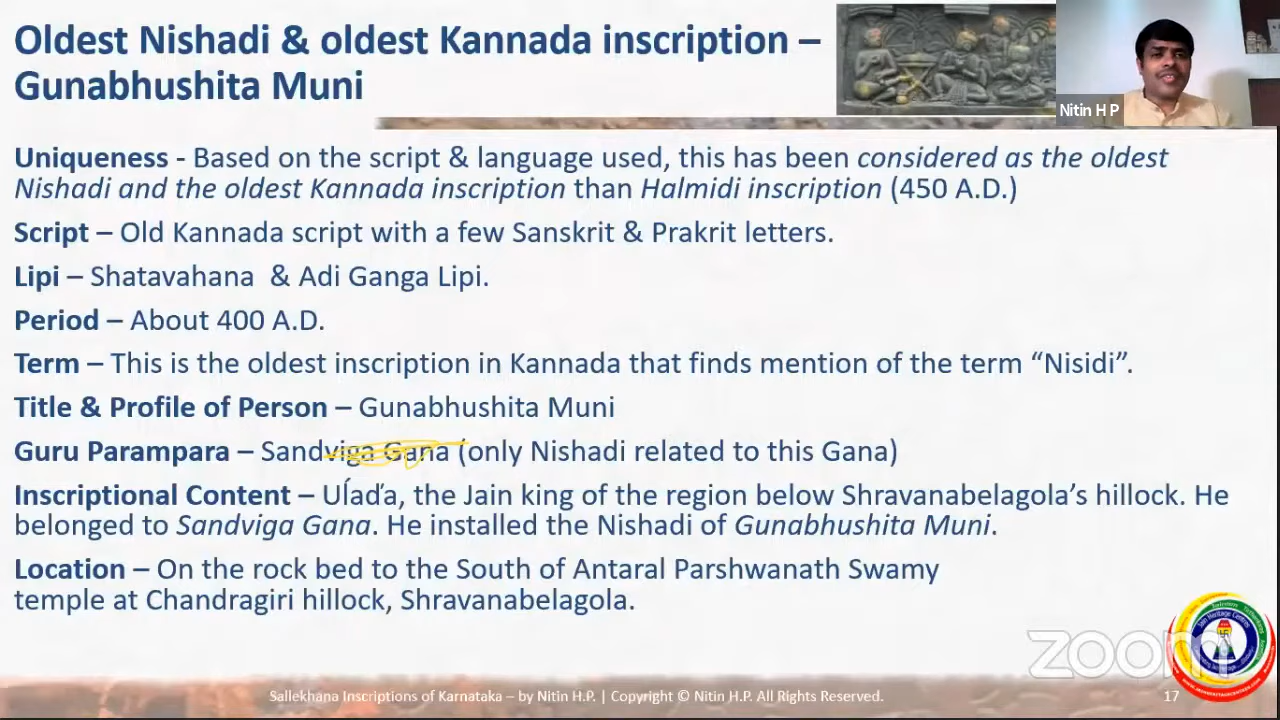 Oldest Nishadi & oldest Kannada inscription –
Gunabhushita Muni
Nitin H P
Uniqueness - Based on the script & language used, this has been considered as the oldest
Nishadi and the oldest Kannada inscription than Halmidi inscription (450 A.D.)
Script – Old Kannada script with a few Sanskrit & Prakrit letters.
Lipi – Shatavahana & Adi Ganga Lipi.
Period – About 400 A.D.
Term – This is the oldest inscription in Kannada that finds mention of the term “Nisidi”.
Title & Profile of Person – Gunabhushita Muni
Guru Parampara – Sandviga Gana (only Nishadi related to this Gana)
Inscriptional Content – Uĺaďa, the Jain king of the region below Shravanabelagola’s hillock. He
belonged to Sandviga Gana. He installed the Nishadi of Gunabhushita Muni.
Location – On the rock bed to the South of Antaral Parshwanath Swamy
temple at Chandragiri hillock, Shravanabelagola.
zoom
Sallekhana Inscriptions of Karnataka – by Nitin H.P. | Copyright © Nitin H.P. All Rights Reserved.
17